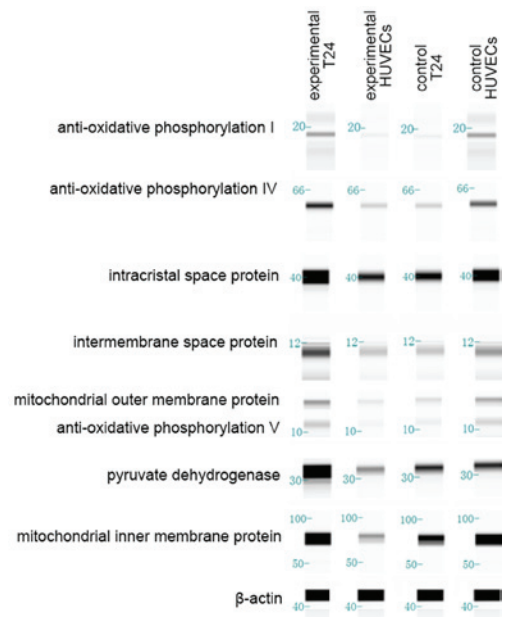 experimental
T24
experimental
HUVECs
control
T24
control
HUVECs
anti-oxidative phosphorylation I
20- 20- 20- 20-
anti-oxidative phosphorylation IV
66- 66- 66- 66-
intracristal space protein
40- 40- 40- 40-
intermembrane space protein
12- 12- 12- 12-
mitochondrial outer membrane protein
anti-oxidative phosphorylation V
10- 10- 10- 10-
pyruvate dehydrogenase
30- 30- 30- 30-
mitochondrial inner membrane protein
100- 100- 100- 100-
50- 50- 50- 50-
β-actin
40- 40- 40- 40-